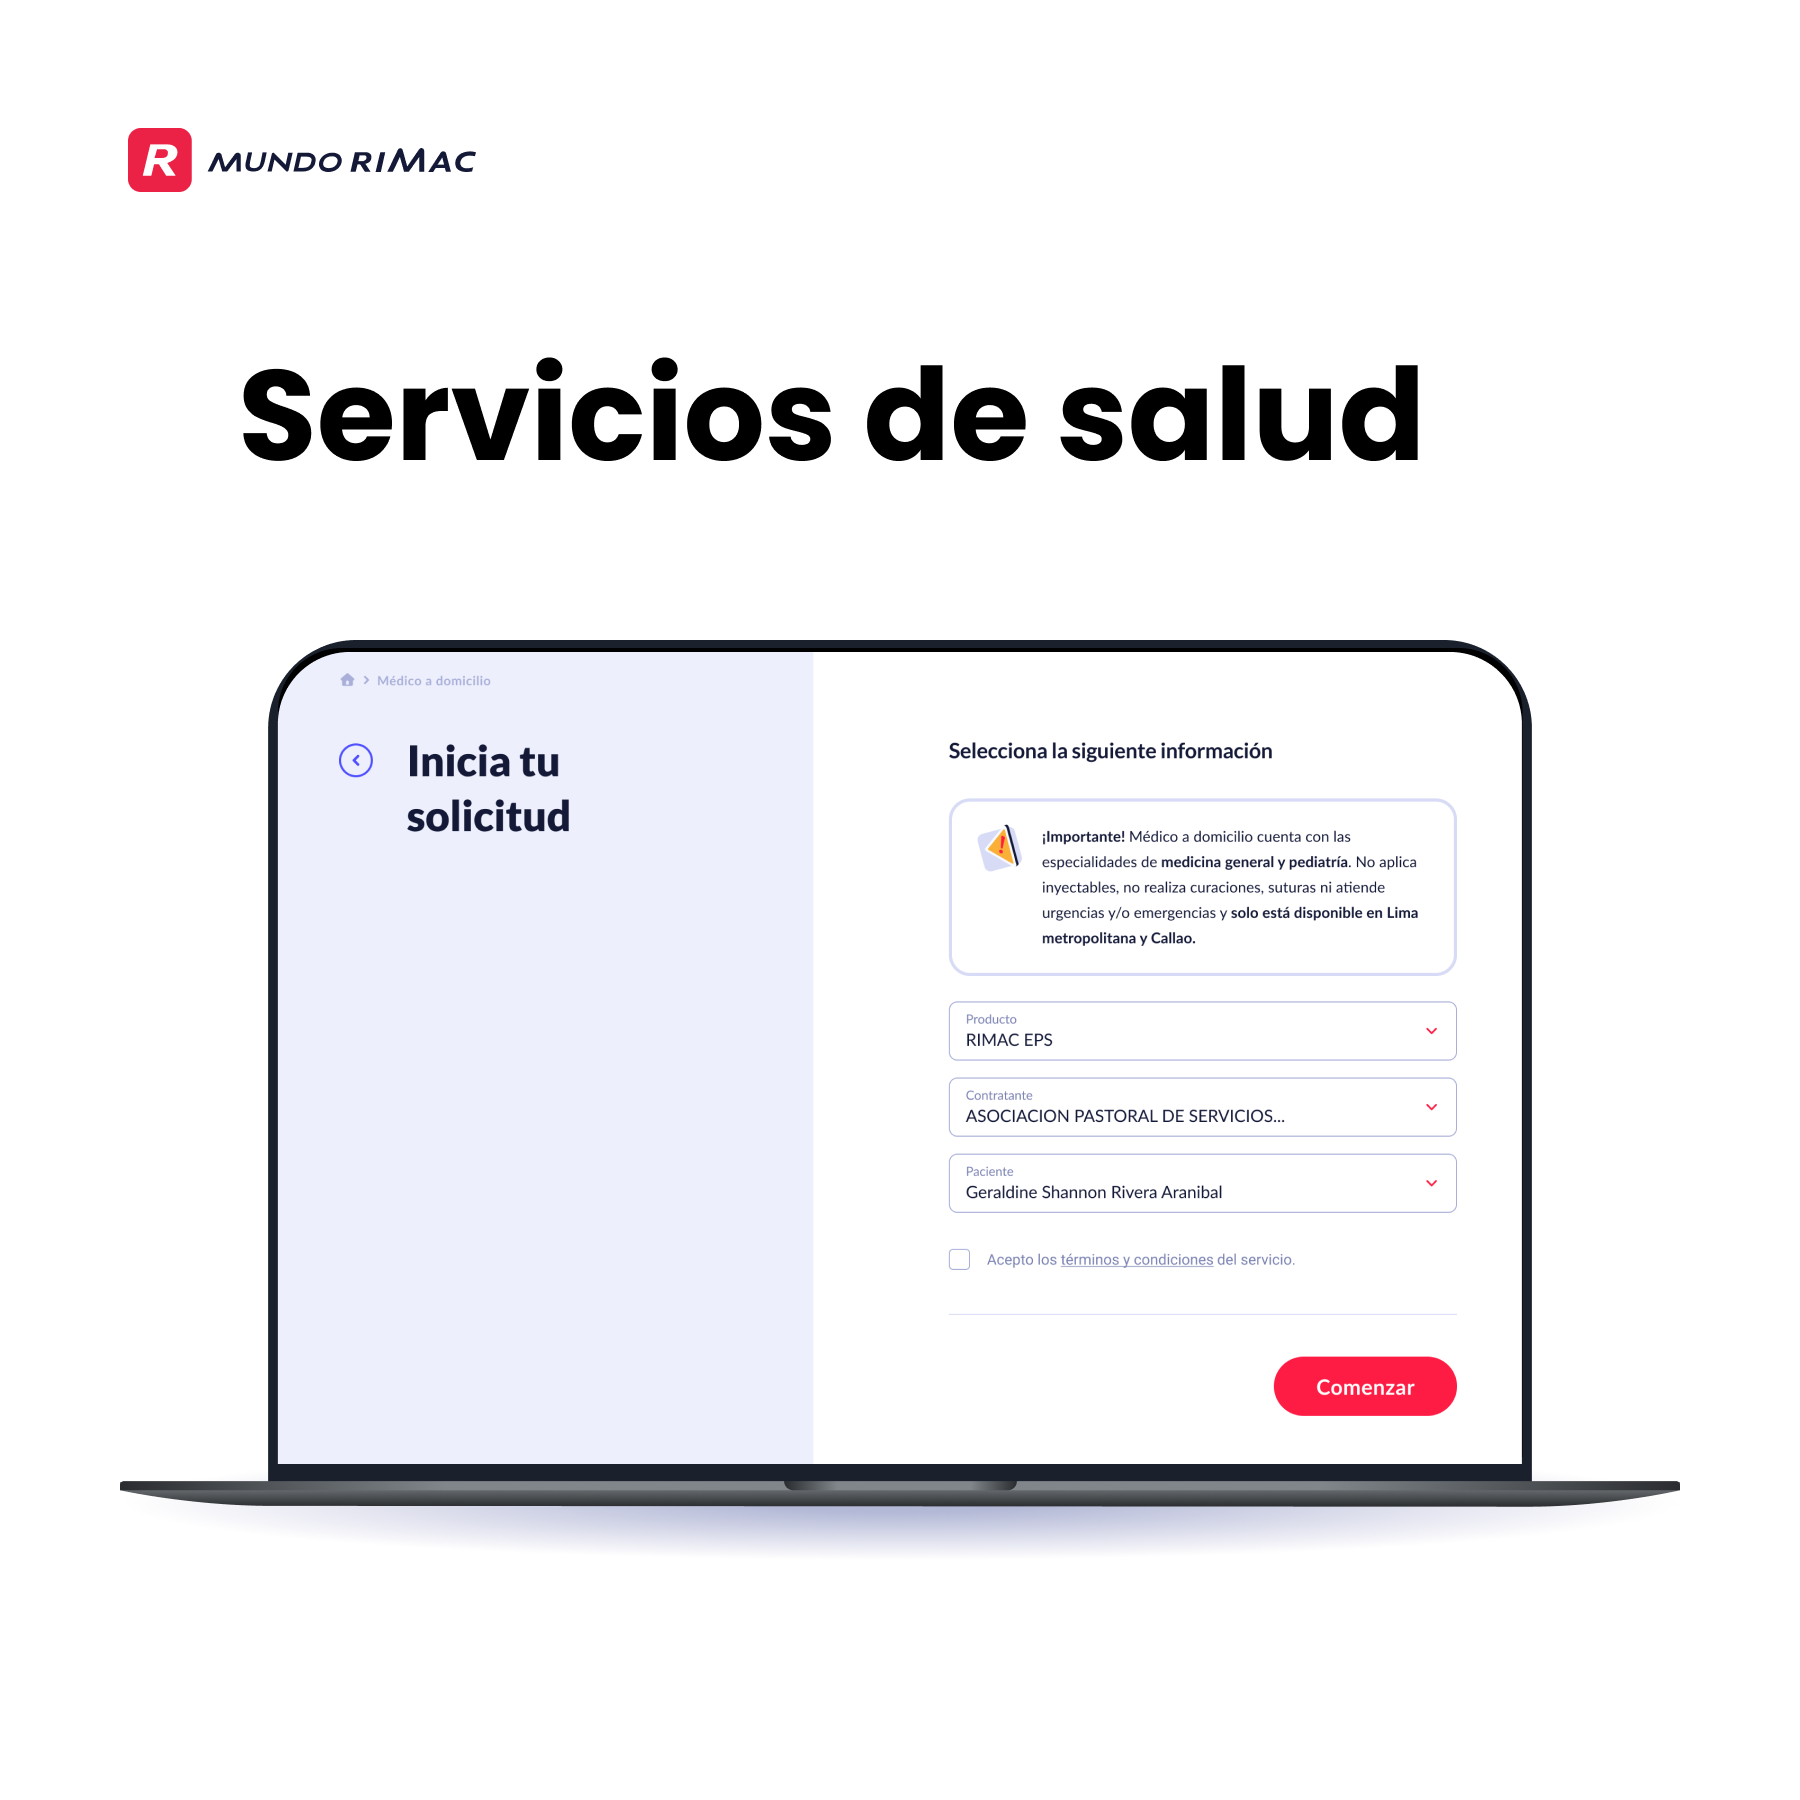 R MUNDO RIMAC
Servicios de salud
Médico a domicilio
Inicia tu
solicitud
Selecciona la siguiente información
¡Importante! Médico a domicilio cuenta con las
especialidades de medicina general y pediatría. No aplica
inyectables, no realiza curaciones, suturas ni atiende
urgencias y/o emergencias y solo está disponible en Lima
metropolitana y Callao.
Producto
RIMAC EPS
Contratante
ASOCIACION PASTORAL DE SERVICIOS...
Paciente
Geraldine Shannon Rivera Aranibal
Acepto los términos y condiciones del servicio.
Comenzar